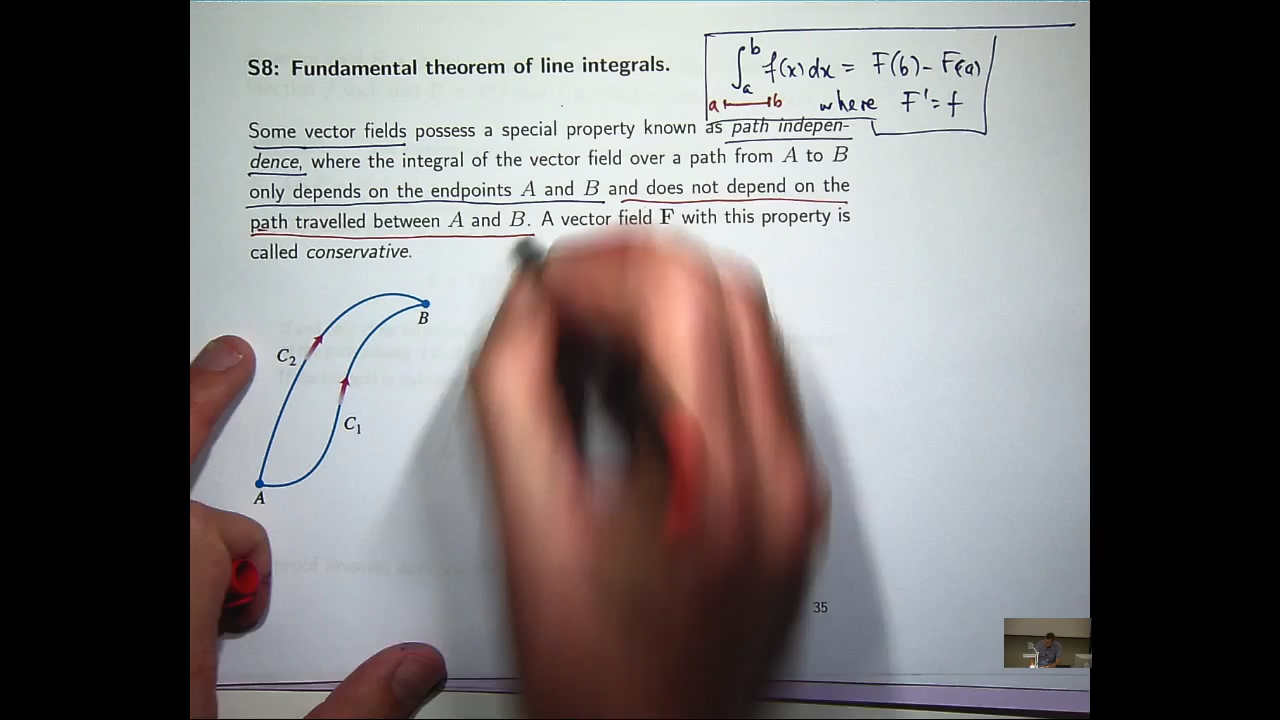 S8: Fundamental theorem of line integrals.
∫_a^b f(x)dx = F(b) - F(a)
a b where F' = f
Some vector fields possess a special property known as path indepen-
dence, where the integral of the vector field over a path from A to B
only depends on the endpoints A and B and does not depend on the
path travelled between A and B. A vector field F with this property is
called conservative.
B
C₂
C₁
A
35